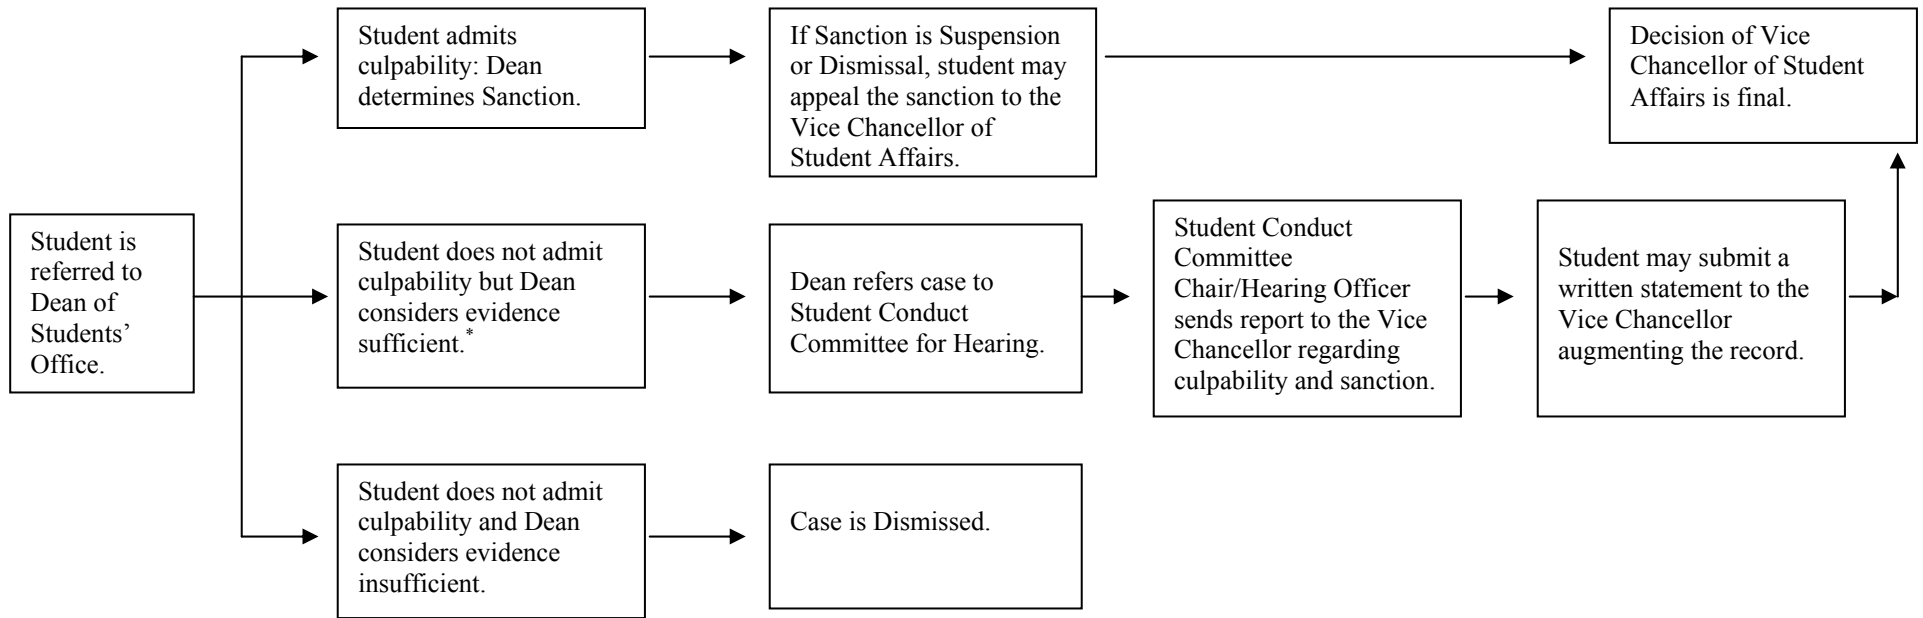 Student is
referred to
Dean of
Students’
Office.
Student admits
culpability: Dean
determines Sanction.
If Sanction is Suspension
or Dismissal, student may
appeal the sanction to the
Vice Chancellor of
Student Affairs.
Decision of Vice
Chancellor of Student
Affairs is final.
Student does not admit
culpability but Dean
considers evidence
sufficient.*
Dean refers case to
Student Conduct
Committee for Hearing.
Student Conduct
Committee
Chair/Hearing Officer
sends report to the Vice
Chancellor regarding
culpability and sanction.
Student may submit a
written statement to the
Vice Chancellor
augmenting the record.
Student does not admit
culpability and Dean
considers evidence
insufficient.
Case is Dismissed.